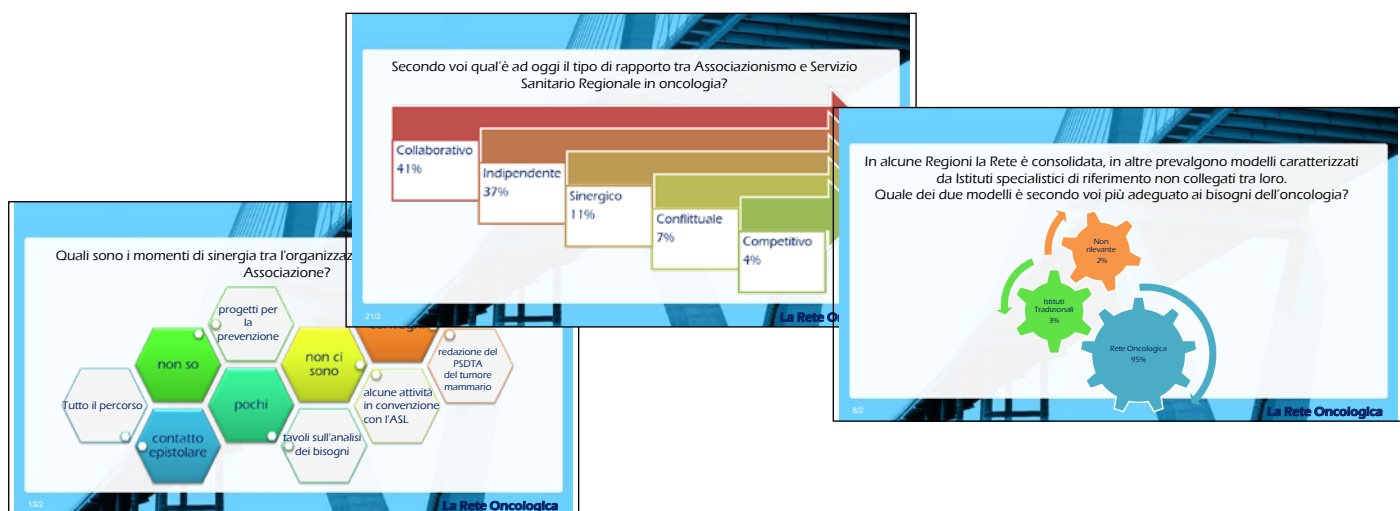 Secondo voi qual'è ad oggi il tipo di rapporto tra Associazionismo e Servizio
Sanitario Regionale in oncologia?
Collaborativo
41%
Indipendente
37%
Sinergico
11%
Conflittuale
7%
Competitivo
4%
21/2
La Rete
In alcune Regioni la Rete è consolidata, in altre prevalgono modelli caratterizzati
da Istituti specialistici di riferimento non collegati tra loro.
Quale dei due modelli è secondo voi più adeguato ai bisogni dell'oncologia?
Non
rilevante
2%
Istituti
Tradizionali
3%
Rete Oncologica
95%
8/2
La Rete Oncologica
Quali sono i momenti di sinergia tra
Associazione?
progetti per
la
prevenzione
non so
non ci
sono
redazione del
PSDTA
del tumore
mammario
Tutto il percorso
pochi
alcune attività
in convenzione
con l'ASL
contatto
epistolare
tavoli sull'analisi
dei bisogni
13/2
La Rete Oncologica